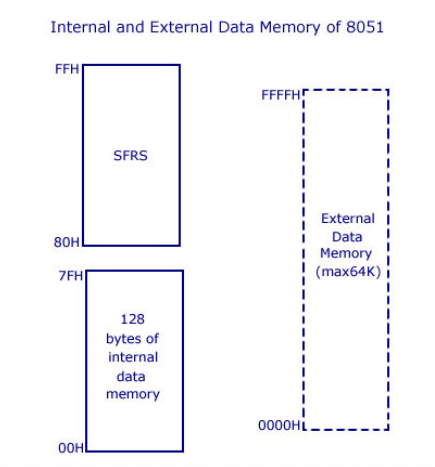 Internal and External Data Memory of 8051
FFH
SFRS
80H
7FH
128
bytes of
internal
data
memory
00H
FFFFH
External
Data
Memory
(max64K)
0000H